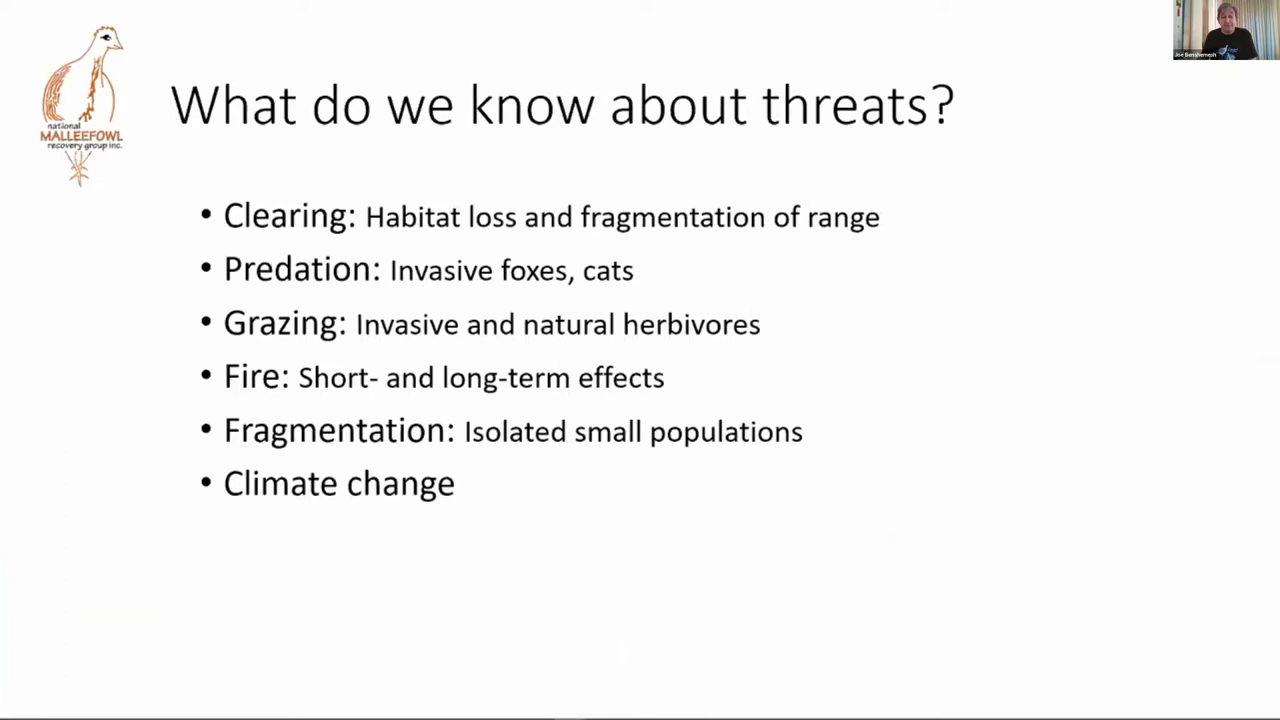 national
MALLEEFOWL
recovery group inc.
What do we know about threats?
• Clearing: Habitat loss and fragmentation of range
• Predation: Invasive foxes, cats
• Grazing: Invasive and natural herbivores
• Fire: Short- and long-term effects
• Fragmentation: Isolated small populations
• Climate change
Joe Benshemesh